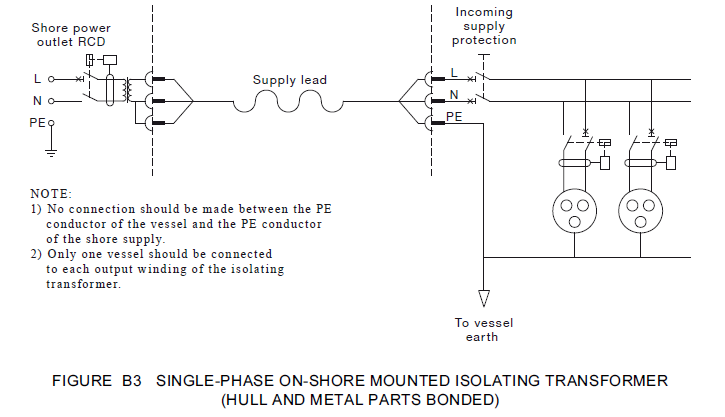 Shore power
outlet RCD
Incoming
supply
protection
L
N
PE
Supply lead
L
N
PE
NOTE:
1) No connection should be made between the PE
conductor of the vessel and the PE conductor
of the shore supply.
2) Only one vessel should be connected
to each output winding of the isolating
transformer.
To vessel
earth
FIGURE B3 SINGLE-PHASE ON-SHORE MOUNTED ISOLATING TRANSFORMER
(HULL AND METAL PARTS BONDED)